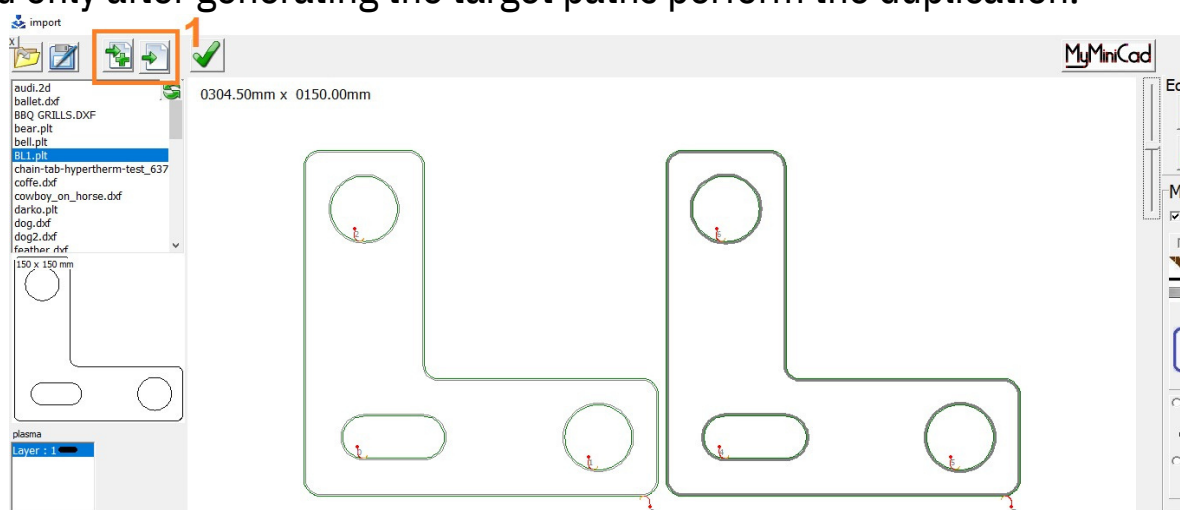 only after generating the target paths perform the duplication.
import
1
x
MyMiniCad
audi.2d
ballet.dxf
BBQ GRILLS.DXF
bear.plt
bell.plt
BL1.plt
chain-tab-hypertherm-test_637
coffe.dxf
cowboy_on_horse.dxf
darko.plt
dog.dxf
dog2.dxf
feather.dxf
0304.50mm x 0150.00mm
150 x 150 mm
plasma
Layer : 1